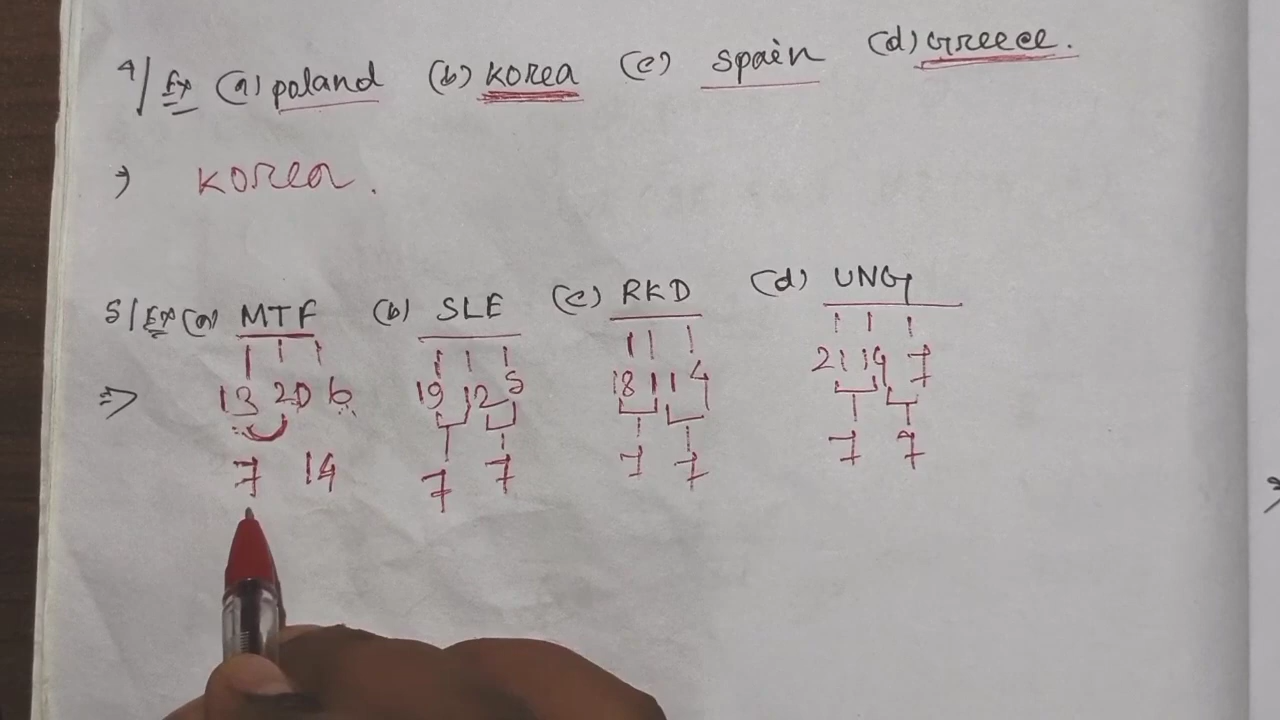 4/ Ex (a) poland (b) Korea (c) spain (d) Greece.
→ Korea.
5/ Ex (a) MTF (b) SLE (c) RKD (d) UNG
⇒ 13 20 6 19 12 5 18 11 4 21 14 7
7 14 7 7 7 7 7 7